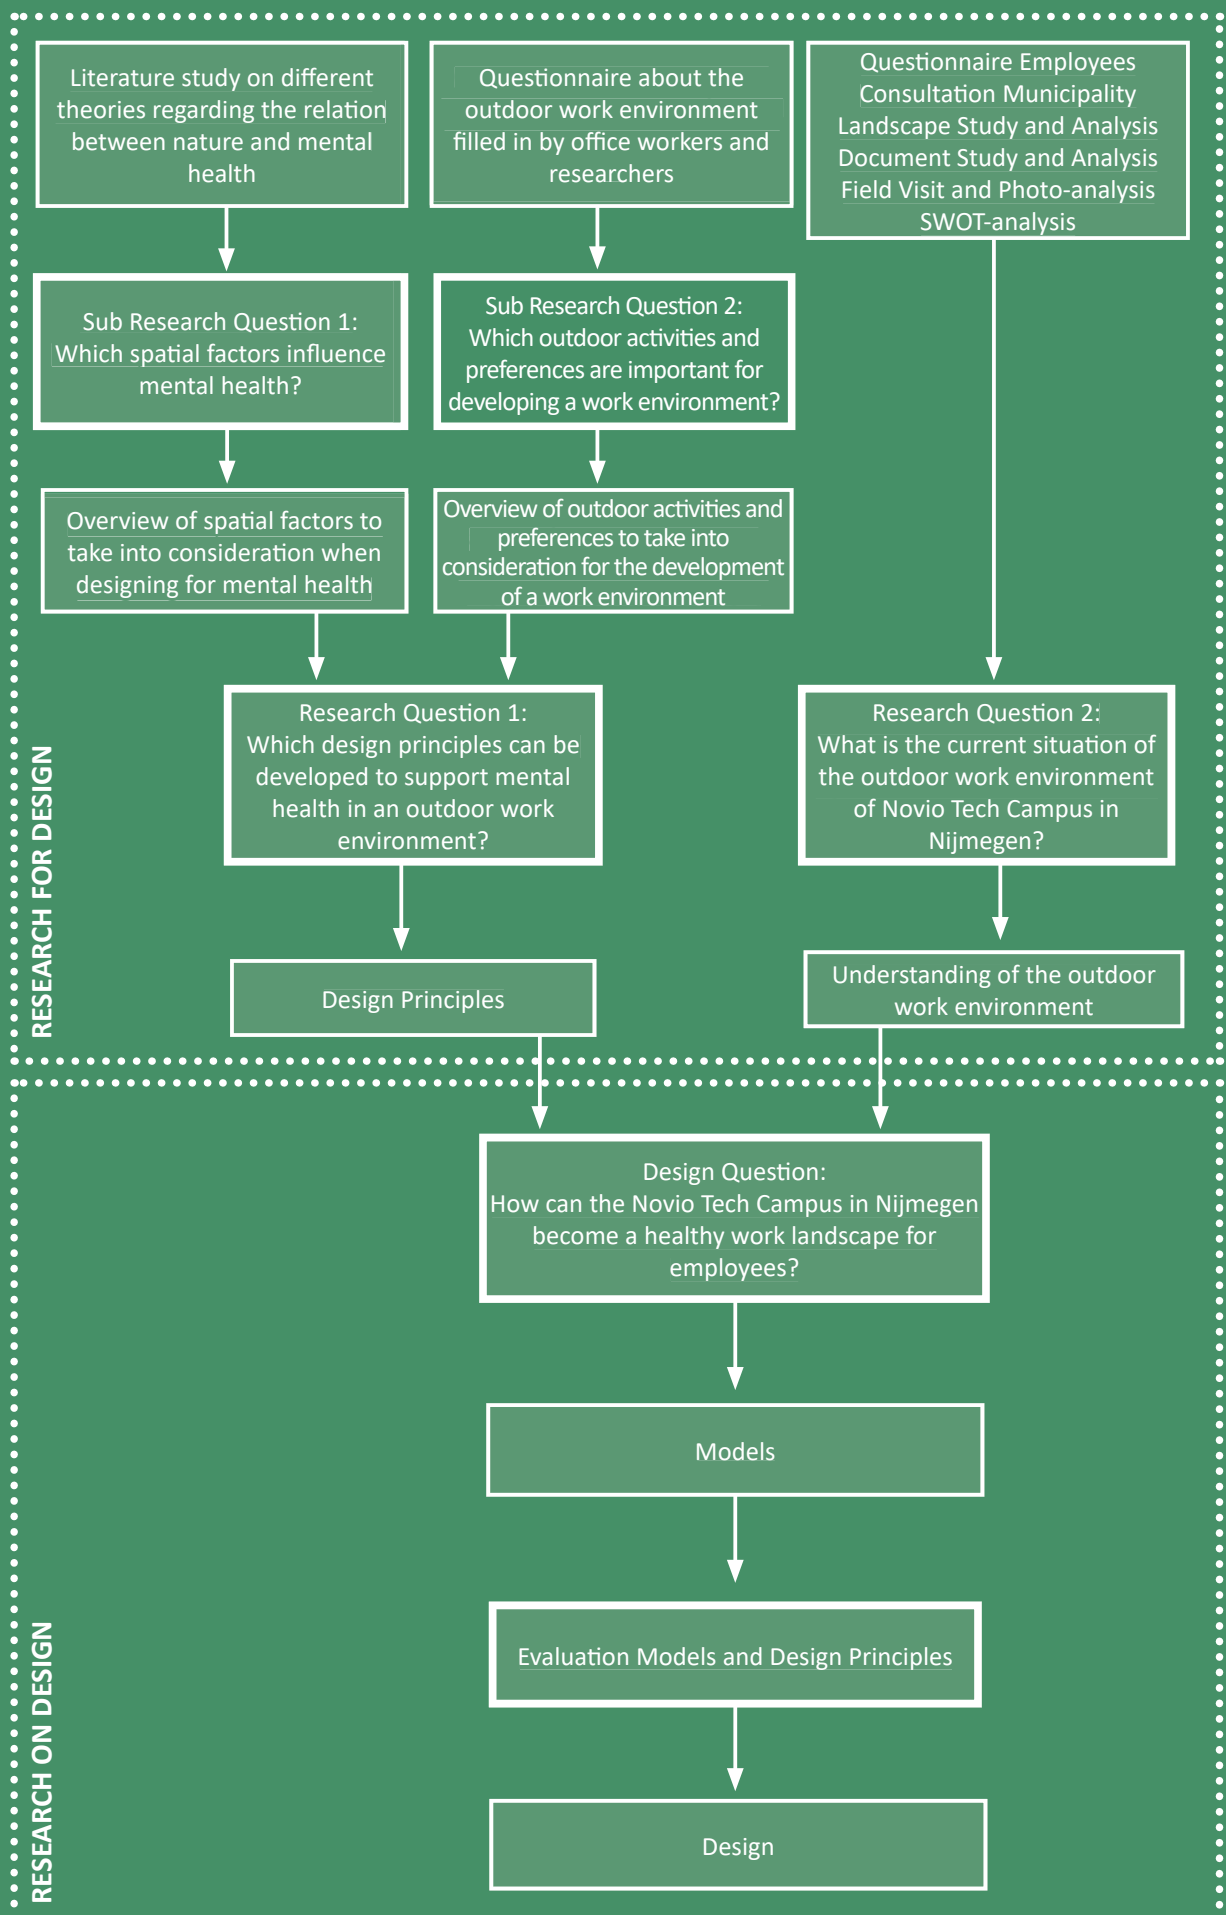 Literature study on different
theories regarding the relation
between nature and mental
health
Questionnaire about the
outdoor work environment
filled in by office workers and
researchers
Questionnaire Employees
Consultation Municipality
Landscape Study and Analysis
Document Study and Analysis
Field Visit and Photo-analysis
SWOT-analysis
Sub Research Question 1:
Which spatial factors influence
mental health?
Sub Research Question 2:
Which outdoor activities and
preferences are important for
developing a work environment?
Overview of spatial factors to
take into consideration when
designing for mental health
Overview of outdoor activities and
preferences to take into
consideration for the development
of a work environment
Research Question 1:
Which design principles can be
developed to support mental
health in an outdoor work
environment?
Research Question 2:
What is the current situation of
the outdoor work environment
of Novio Tech Campus in
Nijmegen?
Design Principles
Understanding of the outdoor
work environment
RESEARCH FOR DESIGN
Design Question:
How can the Novio Tech Campus in Nijmegen
become a healthy work landscape for
employees?
Models
Evaluation Models and Design Principles
Design
RESEARCH ON DESIGN